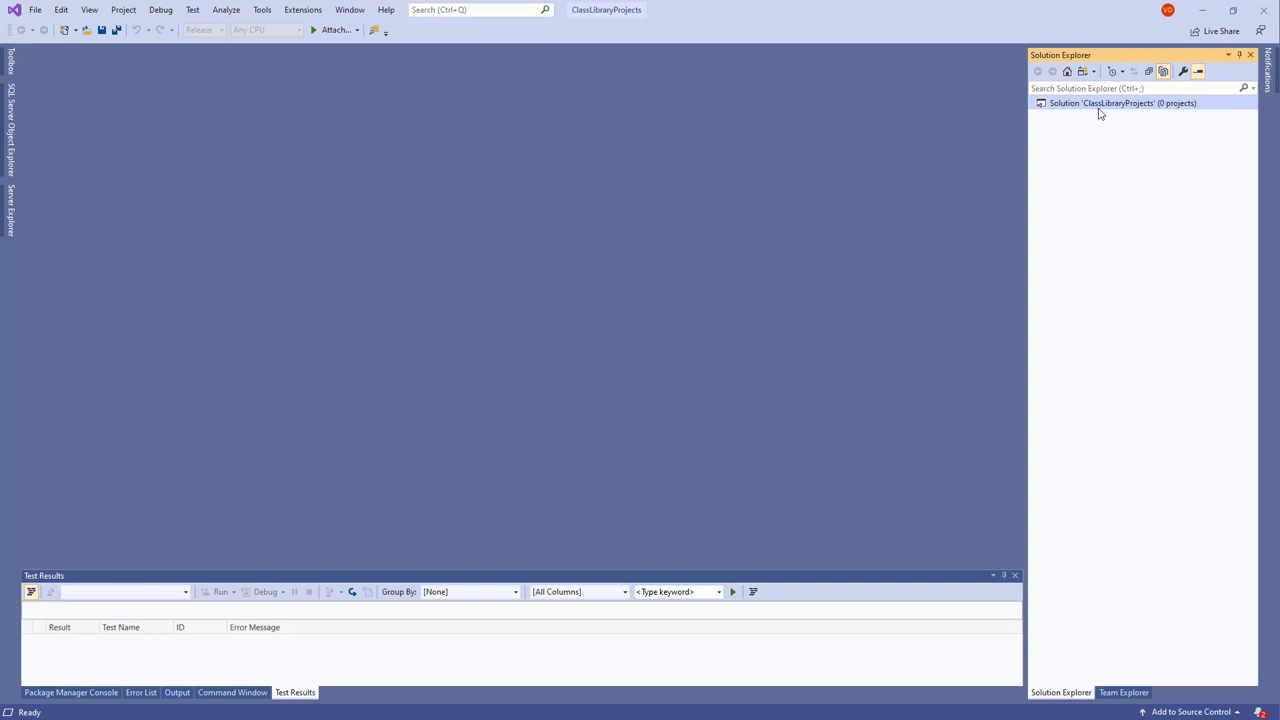 File Edit View Project Debug Test Analyze Tools Extensions Window Help Search (Ctrl+Q) ClassLibraryProjects VD
Release Any CPU Attach... Live Share
Toolbox
SQL Server Object Explorer
Server Explorer
Solution Explorer
Search Solution Explorer (Ctrl+;)
Solution 'ClassLibraryProjects' (0 projects)
Notifications
Test Results
Run Debug Group By: [None] [All Columns] <Type keyword>
Result Test Name ID Error Message
Package Manager Console Error List Output Command Window Test Results
Solution Explorer Team Explorer
Ready Add to Source Control 2